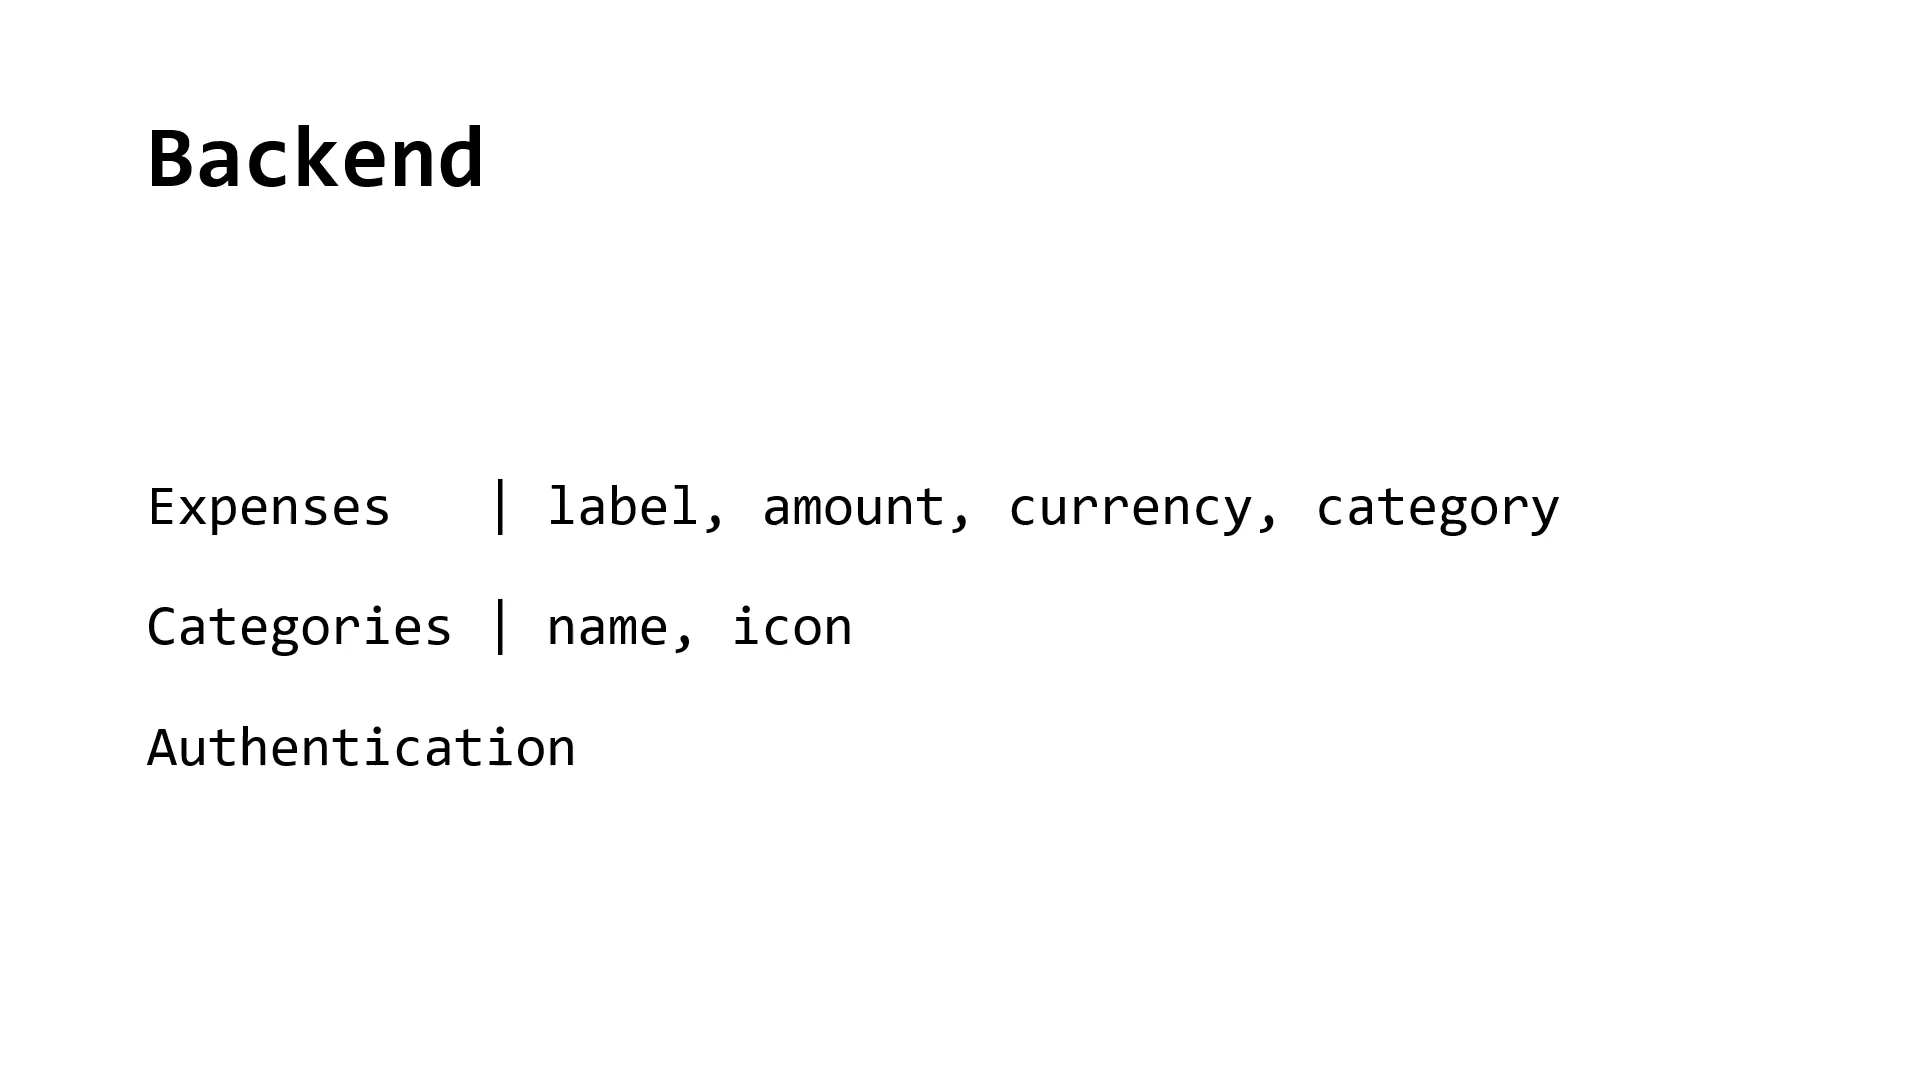 Backend
Expenses   | label, amount, currency, category
Categories | name, icon
Authentication